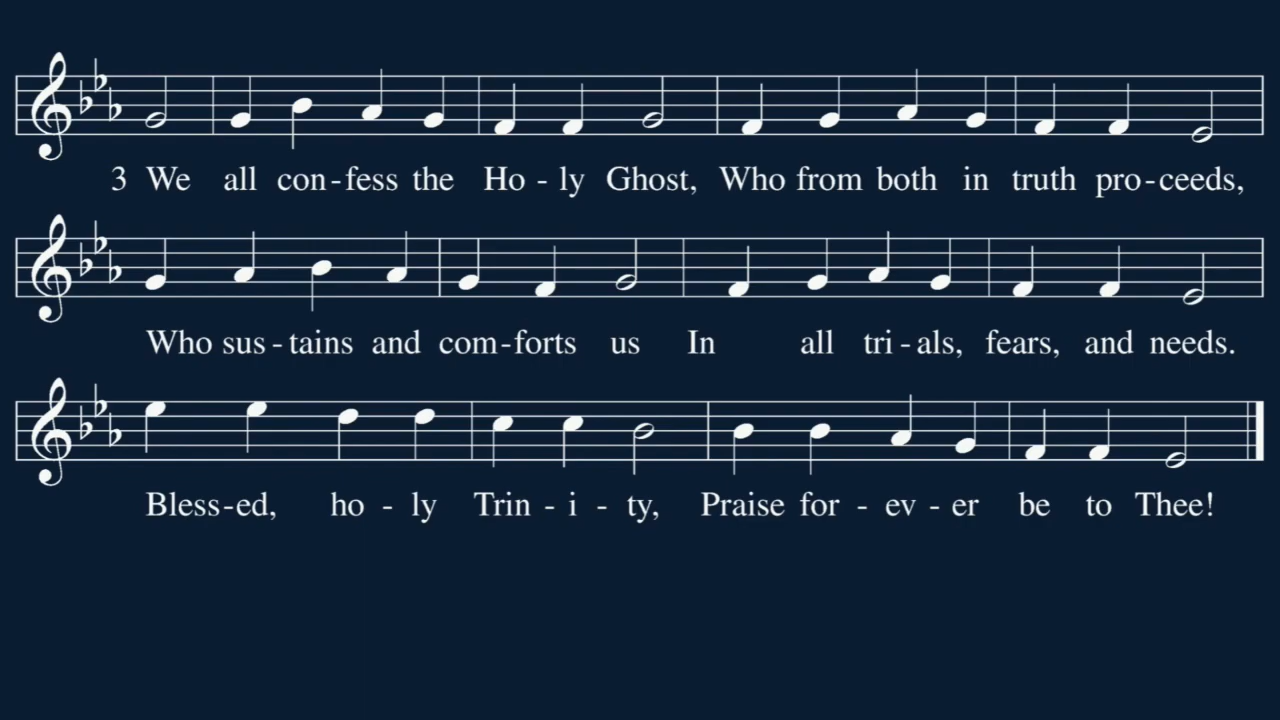 3 We all con-fess the Ho - ly Ghost, Who from both in truth pro-ceeds,
Who sus-tains and com-forts us In all tri-als, fears, and needs.
Bless-ed, ho - ly Trin - i - ty, Praise for - ev - er be to Thee!